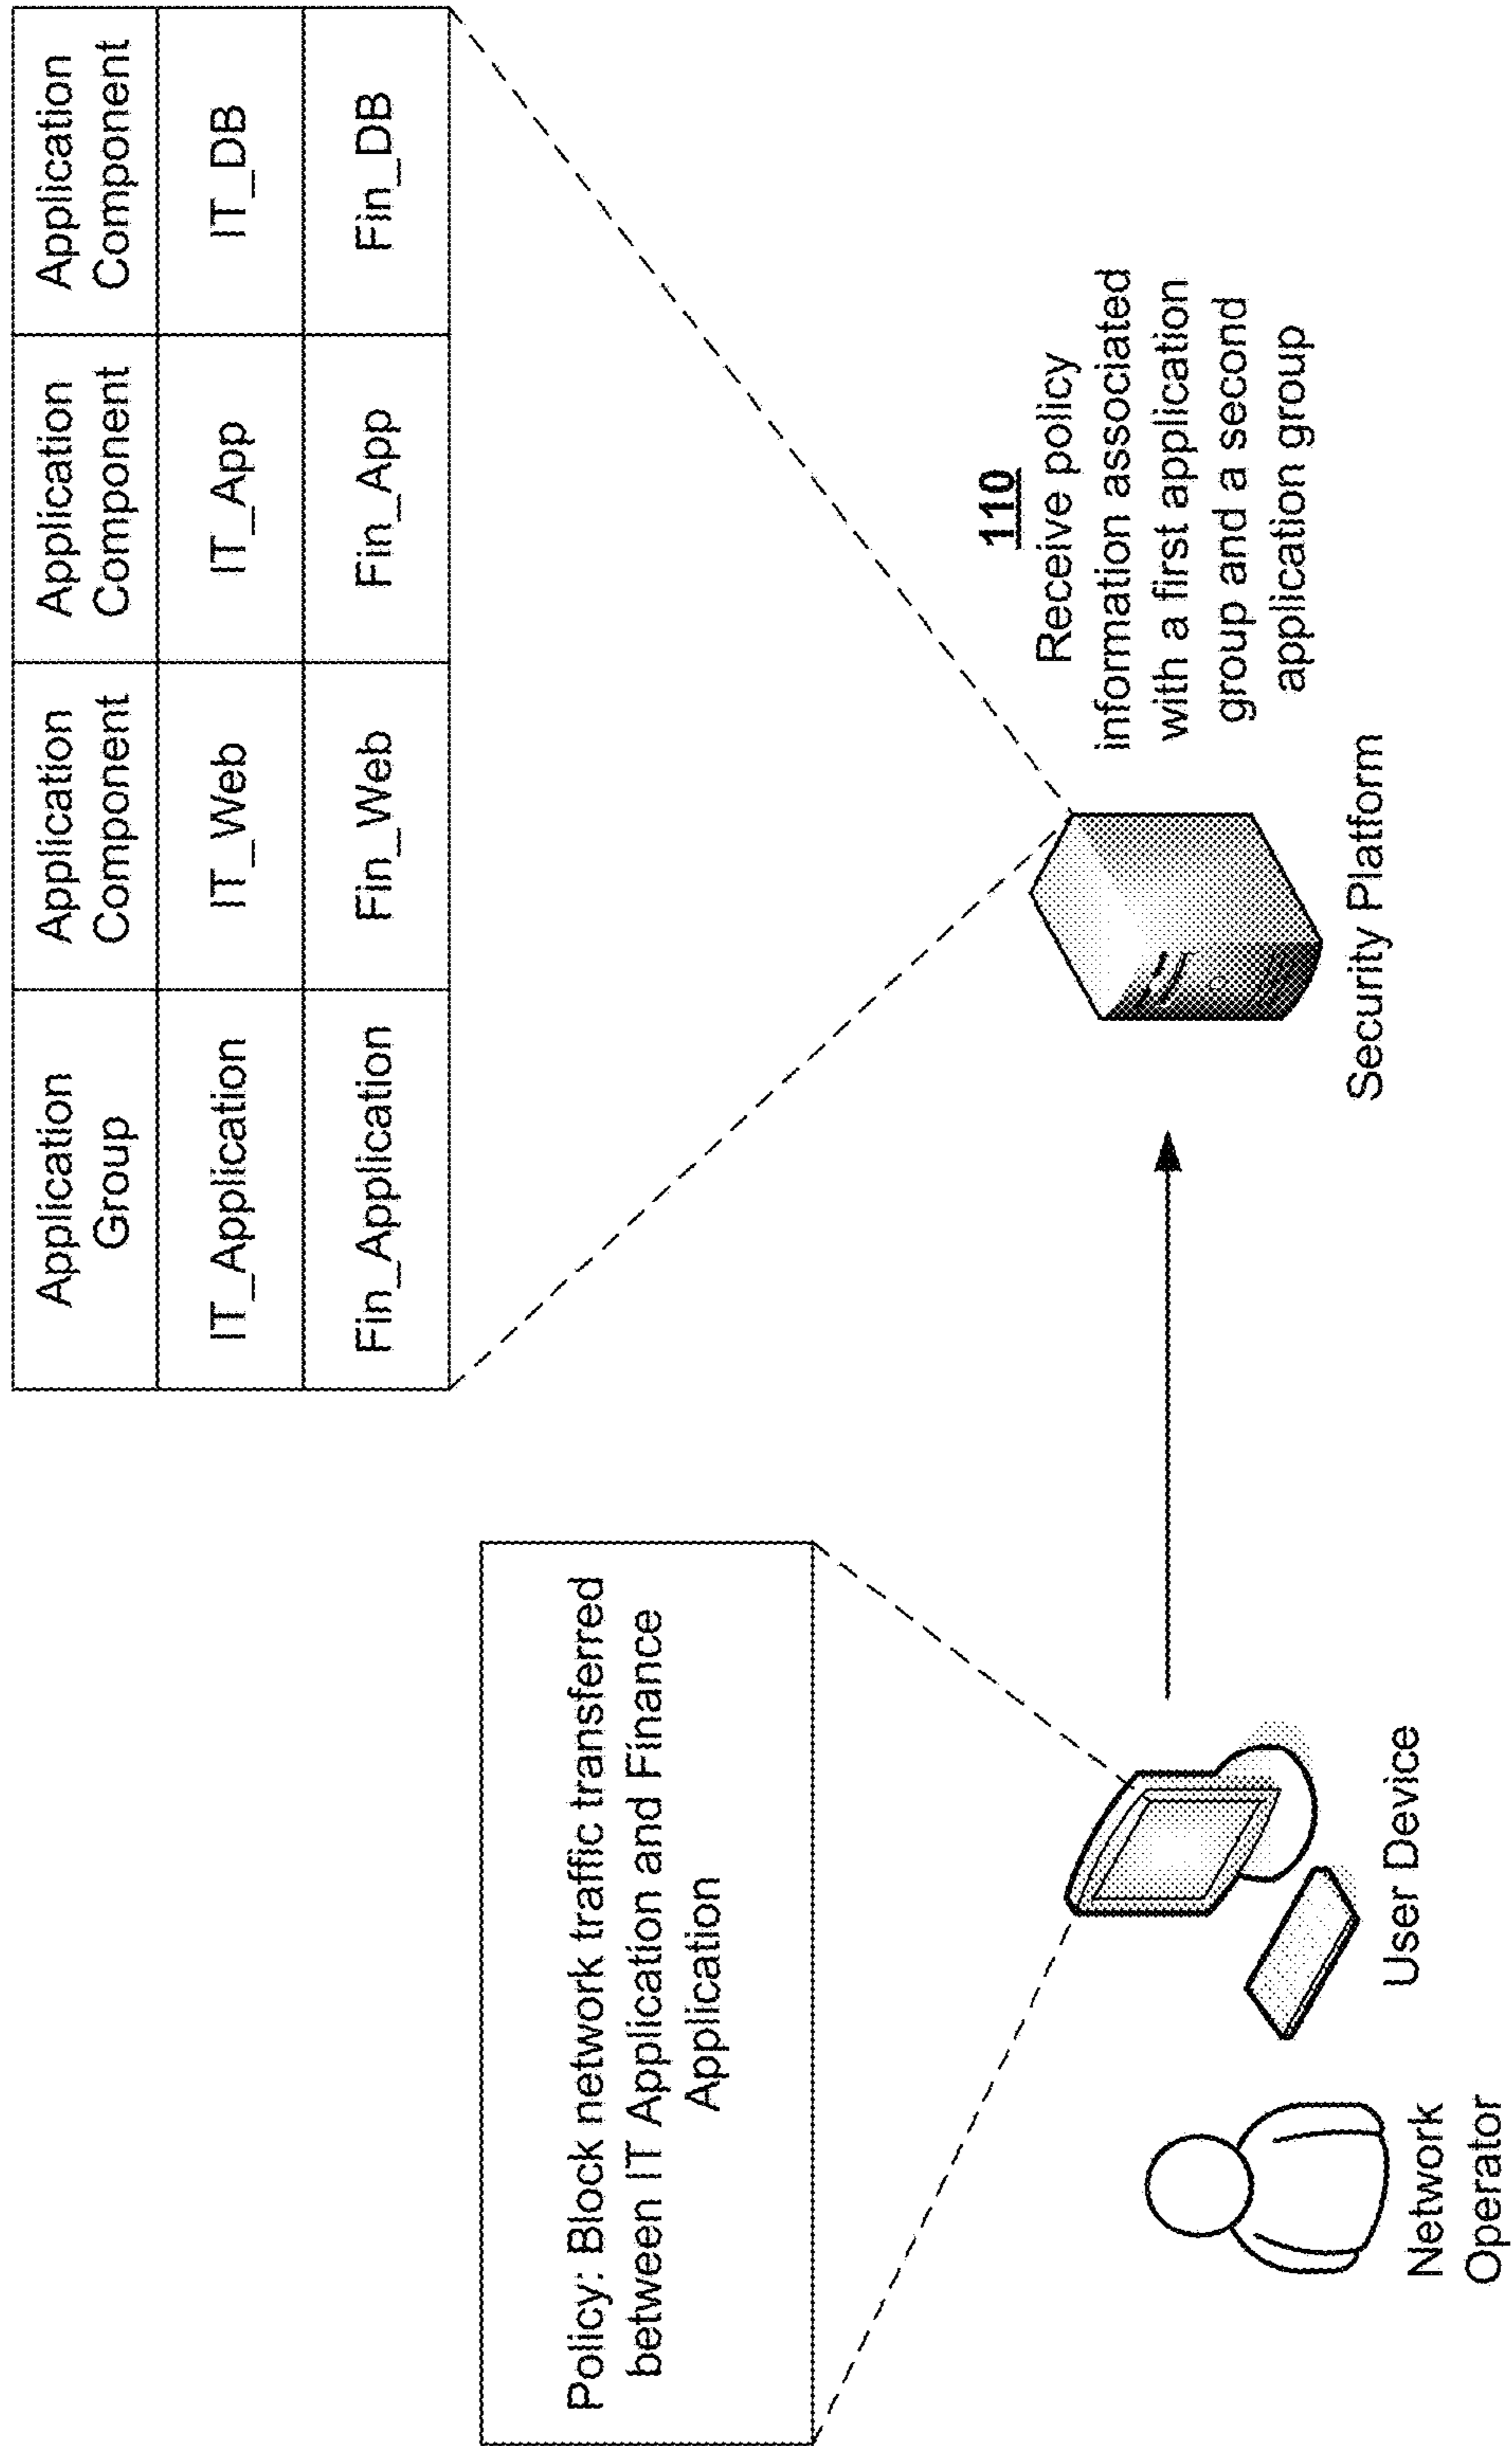 Application
Group
Application
Component
Application
Component
Application
Component
IT_Application
IT_Web
IT_App
IT_DB
Fin_Application
Fin_Web
Fin_App
Fin_DB
Policy: Block network traffic transferred
between IT Application and Finance
Application
110
Receive policy
information associated
with a first application
group and a second
application group
Security Platform
User Device
Network
Operator